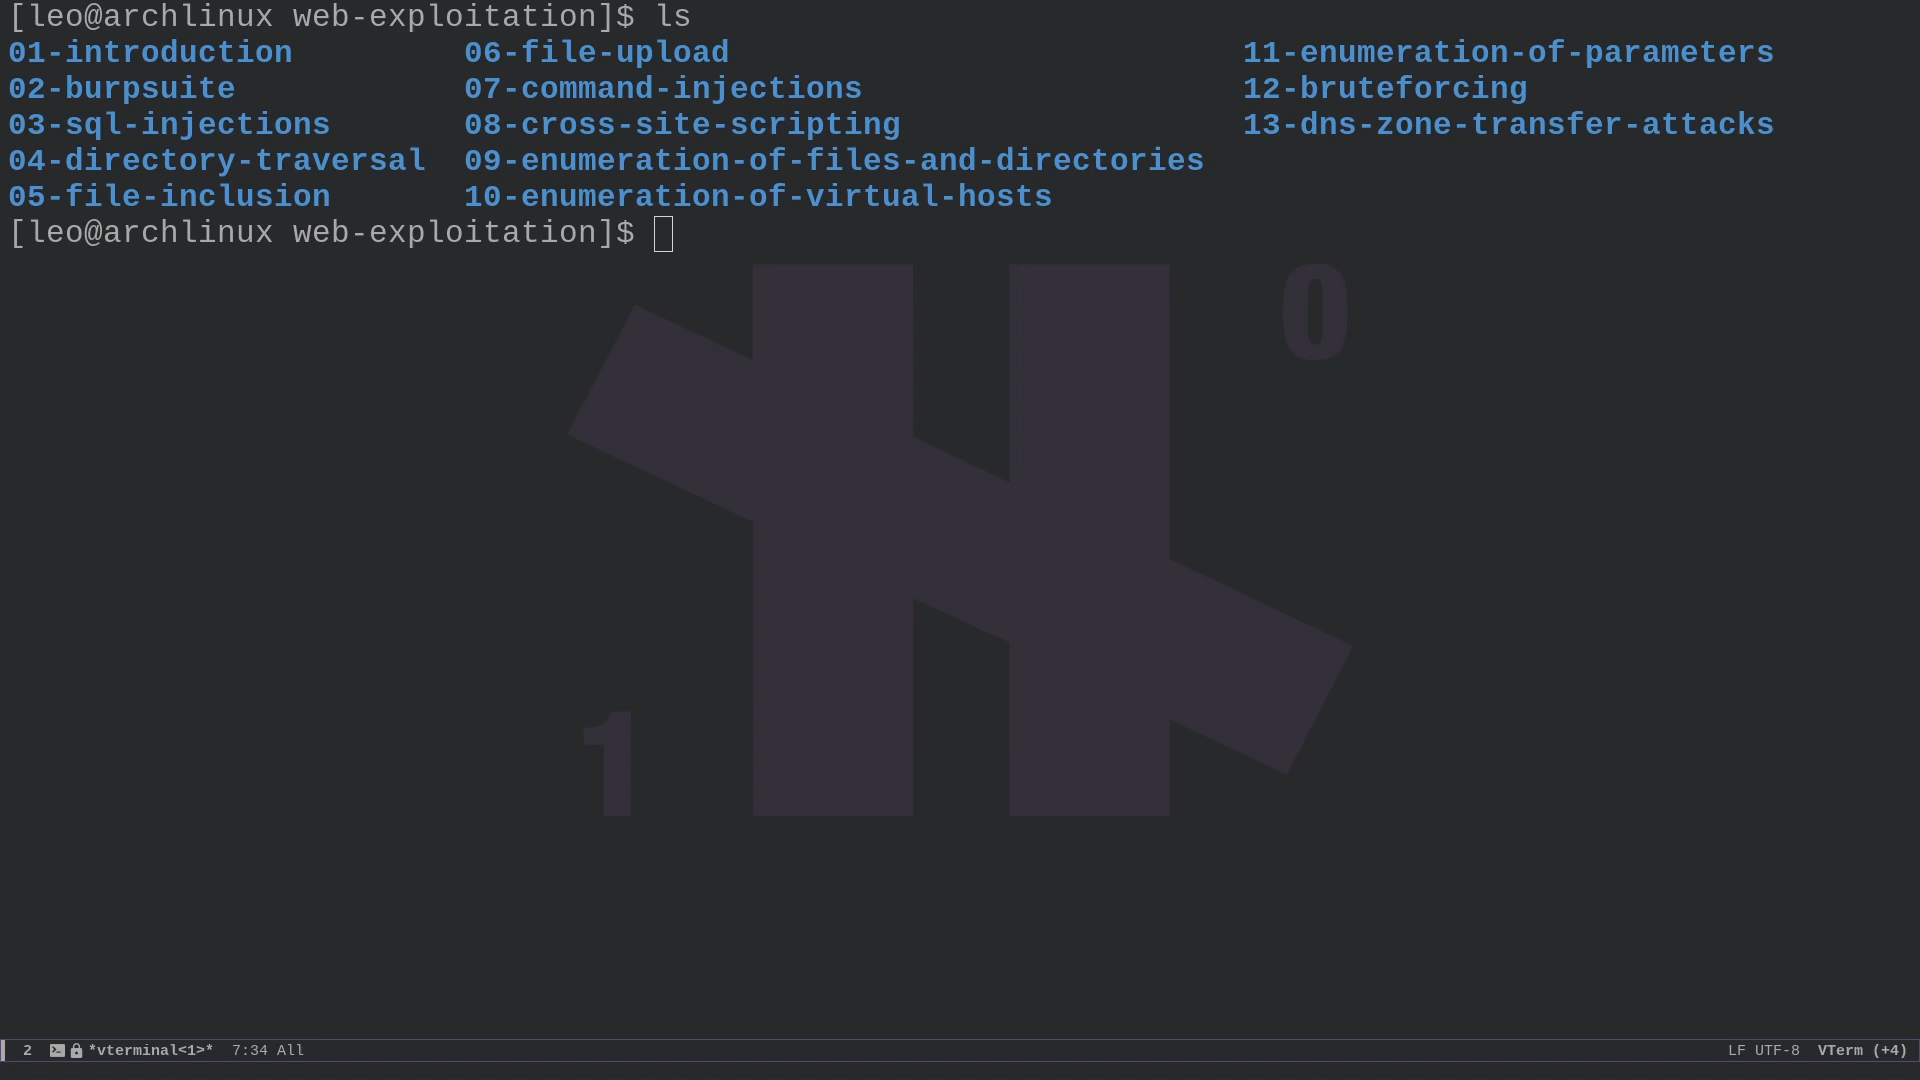 [leo@archlinux web-exploitation]$ ls
01-introduction 06-file-upload 11-enumeration-of-parameters
02-burpsuite 07-command-injections 12-bruteforcing
03-sql-injections 08-cross-site-scripting 13-dns-zone-transfer-attacks
04-directory-traversal 09-enumeration-of-files-and-directories
05-file-inclusion 10-enumeration-of-virtual-hosts
[leo@archlinux web-exploitation]$
0
1
2 *vterminal<1>* 7:34 All LF UTF-8 VTerm (+4)